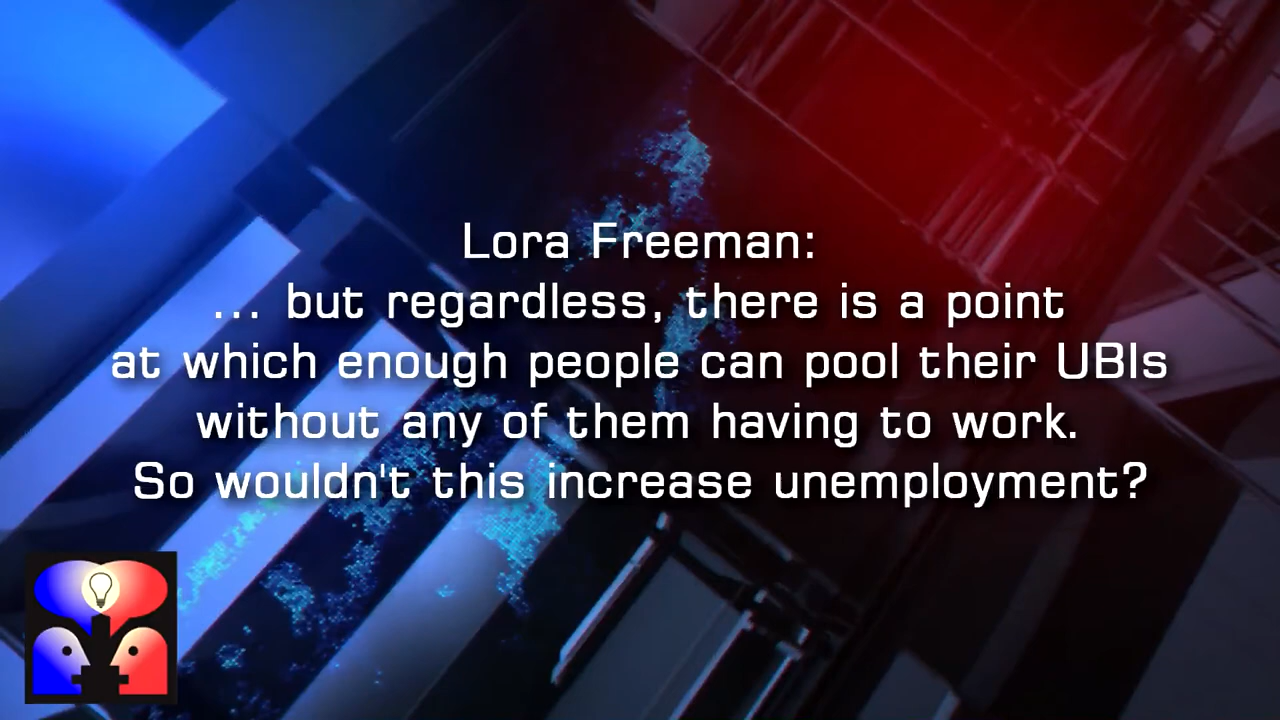 Lora Freeman:
... but regardless, there is a point
at which enough people can pool their UBIs
without any of them having to work.
So wouldn't this increase unemployment?